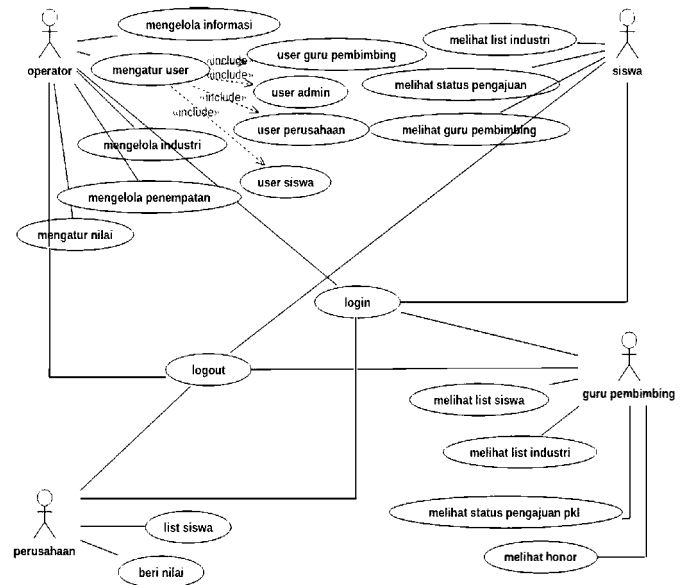 mengelola informasi
melihat list industri
operator
mengatur user
«include»
«include»
user guru pembimbing
siswa
melihat status pengajuan
user admin
«include»
«include»
user perusahaan
melihat guru pembimbing
mengelola industri
user siswa
mengelola penempatan
mengatur nilai
login
logout
guru pembimbing
melihat list siswa
melihat list industri
melihat status pengajuan pkl
list siswa
perusahaan
melihat honor
beri nilai